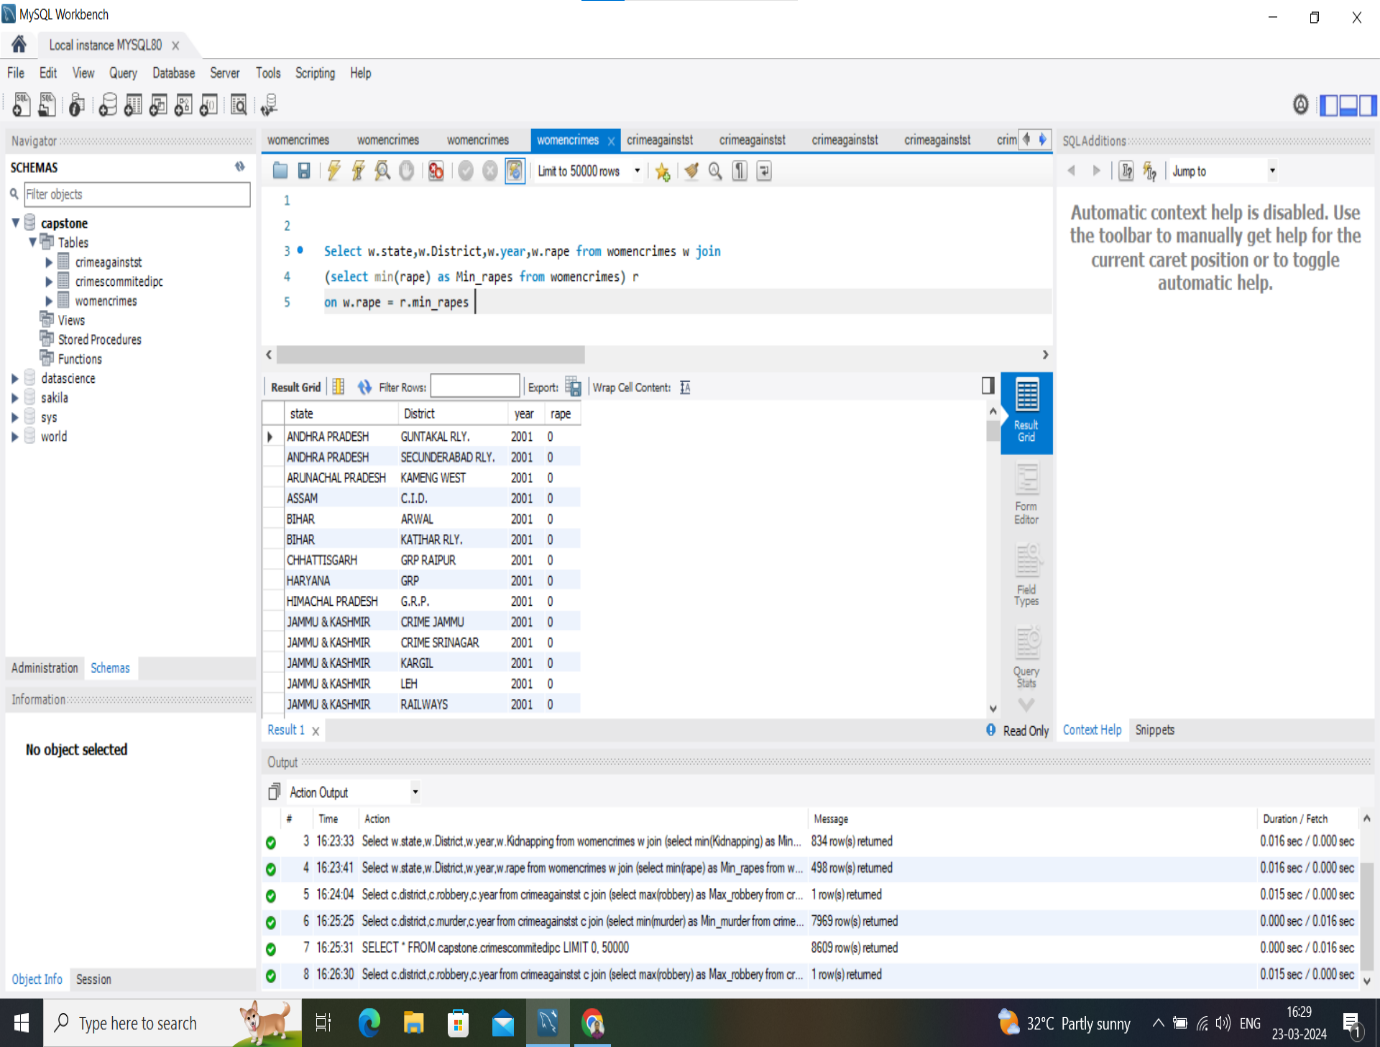 MySQL Workbench
Local instance MYSQL80 x
File Edit View Query Database Server Tools Scripting Help
Navigator
SCHEMAS
Filter objects
capstone
Tables
crimeagainstst
crimescommitedipc
womencrimes
Views
Stored Procedures
Functions
datascience
sakila
sys
world
Administration Schemas
Information
No object selected
Object Info Session
womencrimes womencrimes womencrimes womencrimes x crimeagainstst crimeagainstst crimeagainstst crimeagainstst crim
Limit to 50000 rows
1
2
3 Select w.state,w.District,w.year,w.rape from womencrimes w join
4 (select min(rape) as Min_rapes from womencrimes) r
5 on w.rape = r.min_rapes
Result Grid Filter Rows: Export: Wrap Cell Content:
state District year rape
ANDHRA PRADESH GUNTAKAL RLY. 2001 0
ANDHRA PRADESH SECUNDERABAD RLY. 2001 0
ARUNACHAL PRADESH KAMENG WEST 2001 0
ASSAM C.I.D. 2001 0
BIHAR ARWAL 2001 0
BIHAR KATIHAR RLY. 2001 0
CHHATTISGARH GRP RAIPUR 2001 0
HARYANA GRP 2001 0
HIMACHAL PRADESH G.R.P. 2001 0
JAMMU & KASHMIR CRIME JAMMU 2001 0
JAMMU & KASHMIR CRIME SRINAGAR 2001 0
JAMMU & KASHMIR KARGIL 2001 0
JAMMU & KASHMIR LEH 2001 0
JAMMU & KASHMIR RAILWAYS 2001 0
Result Grid
Form Editor
Field Types
Query Stats
Result 1 x Read Only
SQLAdditions
Jump to
Automatic context help is disabled. Use
the toolbar to manually get help for the
current caret position or to toggle
automatic help.
Context Help Snippets
Output
Action Output
# Time Action Message Duration / Fetch
3 16:23:33 Select w.state,w.District,w.year,w.Kidnapping from womencrimes w join (select min(Kidnapping) as Min... 834 row(s) returned 0.016 sec / 0.000 sec
4 16:23:41 Select w.state,w.District,w.year,w.rape from womencrimes w join (select min(rape) as Min_rapes from w... 498 row(s) returned 0.016 sec / 0.000 sec
5 16:24:04 Select c.district,c.robbery,c.year from crimeagainstst c join (select max(robbery) as Max_robbery from cr... 1 row(s) returned 0.015 sec / 0.000 sec
6 16:25:25 Select c.district,c.murder,c.year from crimeagainstst c join (select min(murder) as Min_murder from crime... 7969 row(s) returned 0.000 sec / 0.016 sec
7 16:25:31 SELECT * FROM capstone.crimescommitedipc LIMIT 0, 50000 8609 row(s) returned 0.000 sec / 0.016 sec
8 16:26:30 Select c.district,c.robbery,c.year from crimeagainstst c join (select max(robbery) as Max_robbery from cr... 1 row(s) returned 0.015 sec / 0.000 sec
Type here to search
32°C Partly sunny ENG
16:29
23-03-2024
1